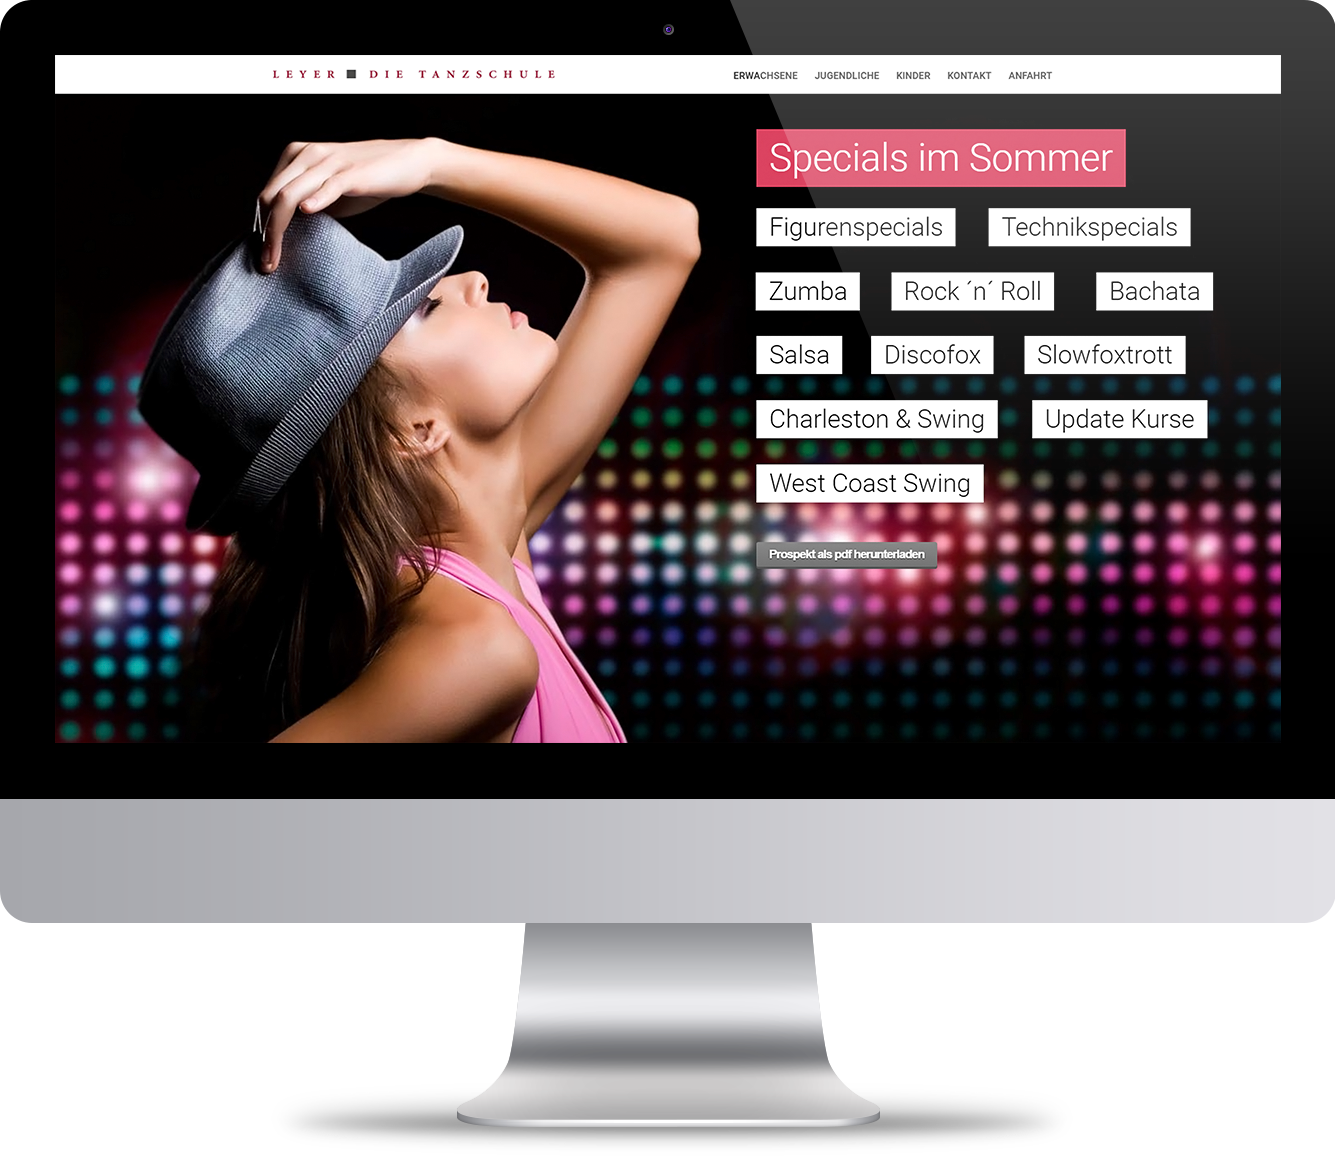 LEYER ■ DIE TANZSCHULE
ERWACHSENE JUGENDLICHE KINDER KONTAKT ANFAHRT
Specials im Sommer
Figurenspecials Technikspecials
Zumba Rock ´n´ Roll Bachata
Salsa Discofox Slowfoxtrott
Charleston & Swing Update Kurse
West Coast Swing
Prospekt als pdf herunterladen